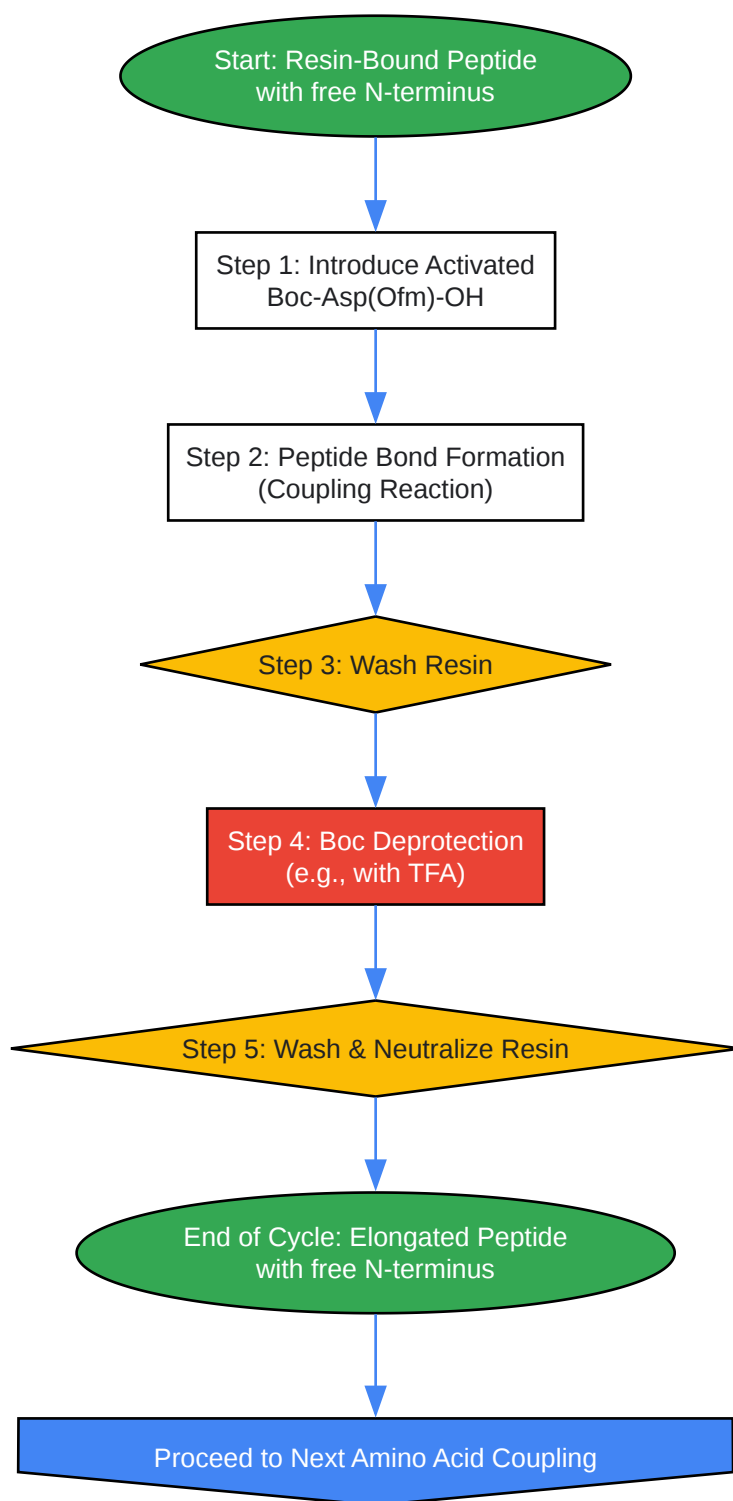 Start: Resin-Bound Peptide
with free N-terminus
Step 1: Introduce Activated
Boc-Asp(Ofm)-OH
Step 2: Peptide Bond Formation
(Coupling Reaction)
Step 3: Wash Resin
Step 4: Boc Deprotection
(e.g., with TFA)
Step 5: Wash & Neutralize Resin
End of Cycle: Elongated Peptide
with free N-terminus
Proceed to Next Amino Acid Coupling